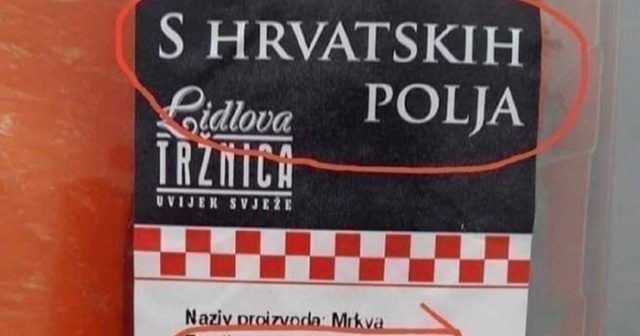 S HRVATSKIH
POLJA
Lidlova
TRŽNICA
UVIJEK SVJEŽE
Naziv proizvoda: Mrkva